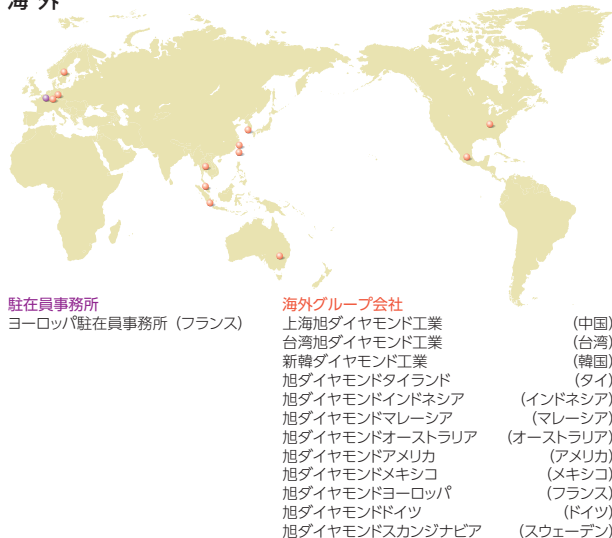 海 外
駐在員事務所
ヨーロッパ駐在員事務所（フランス）
海外グループ会社
上海旭ダイヤモンド工業 (中国)
台湾旭ダイヤモンド工業 (台湾)
新韓ダイヤモンド工業 (韓国)
旭ダイヤモンドタイランド (タイ)
旭ダイヤモンドインドネシア (インドネシア)
旭ダイヤモンドマレーシア (マレーシア)
旭ダイヤモンドオーストラリア (オーストラリア)
旭ダイヤモンドアメリカ (アメリカ)
旭ダイヤモンドメキシコ (メキシコ)
旭ダイヤモンドヨーロッパ (フランス)
旭ダイヤモンドドイツ (ドイツ)
旭ダイヤモンドスカンジナビア (スウェーデン)